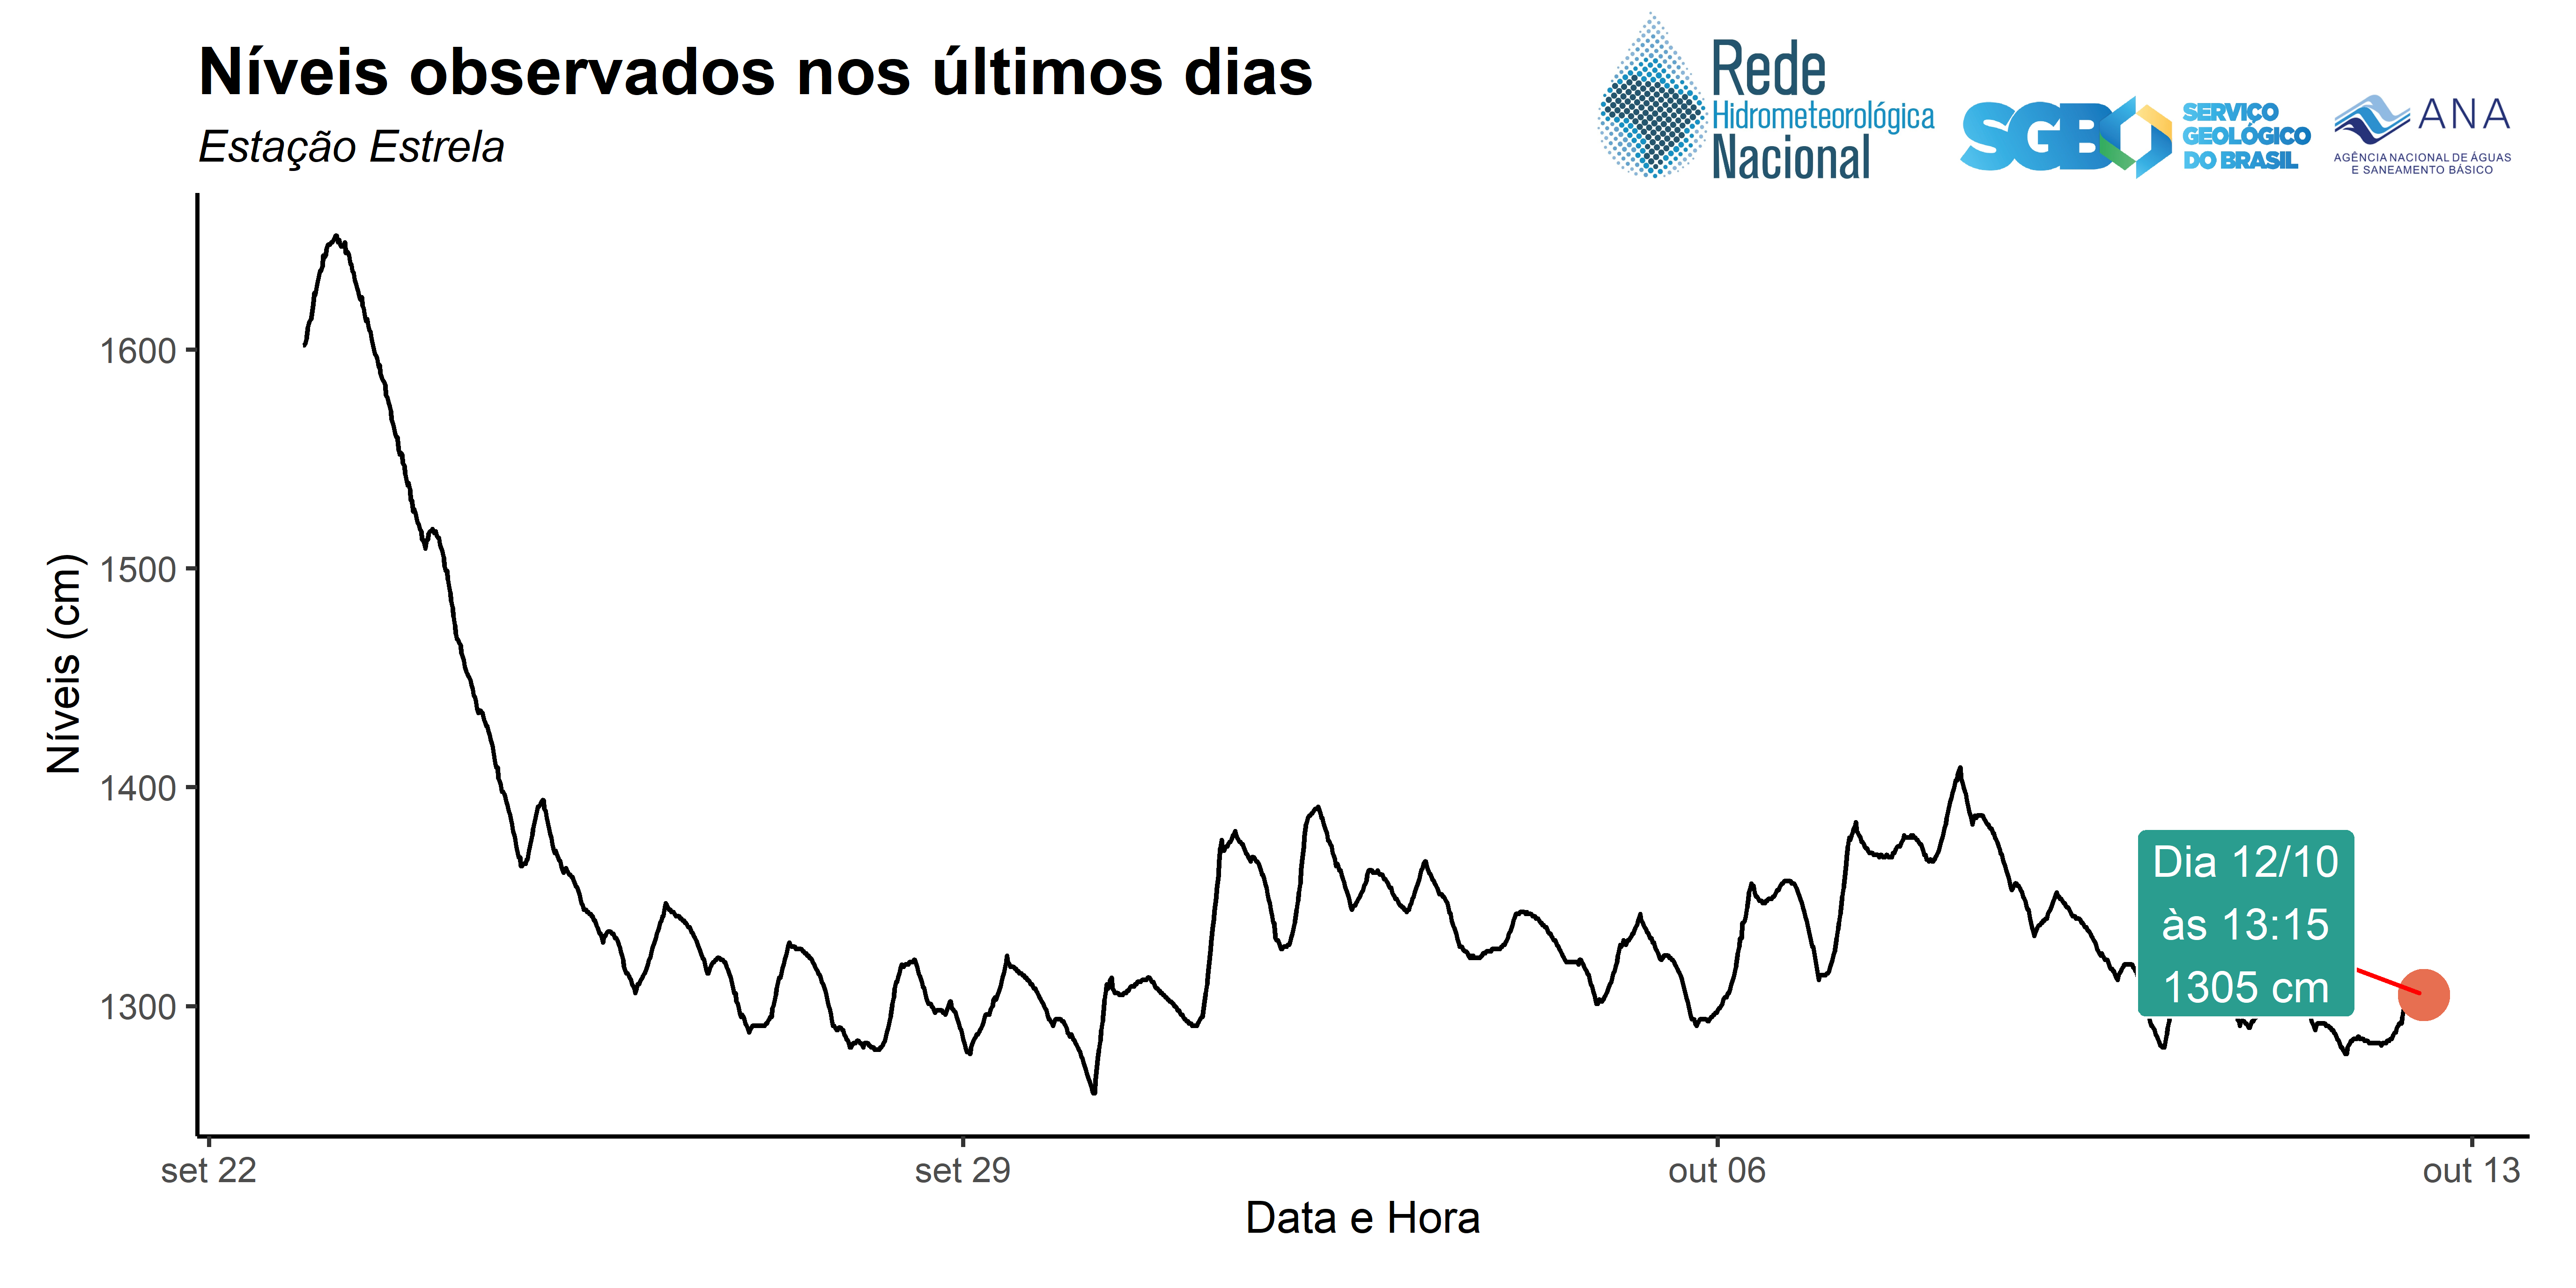 Níveis observados nos últimos dias
Estação Estrela
Rede
Hidrometeorológica
Nacional
SGB
SERVIÇO
GEOLÓGICO
DO BRASIL
ANA
AGÊNCIA NACIONAL DE ÁGUAS
E SANEAMENTO BÁSICO
Níveis (cm)
1600
1500
1400
1300
Dia 12/10
às 13:15
1305 cm
set 22
set 29
out 06
out 13
Data e Hora